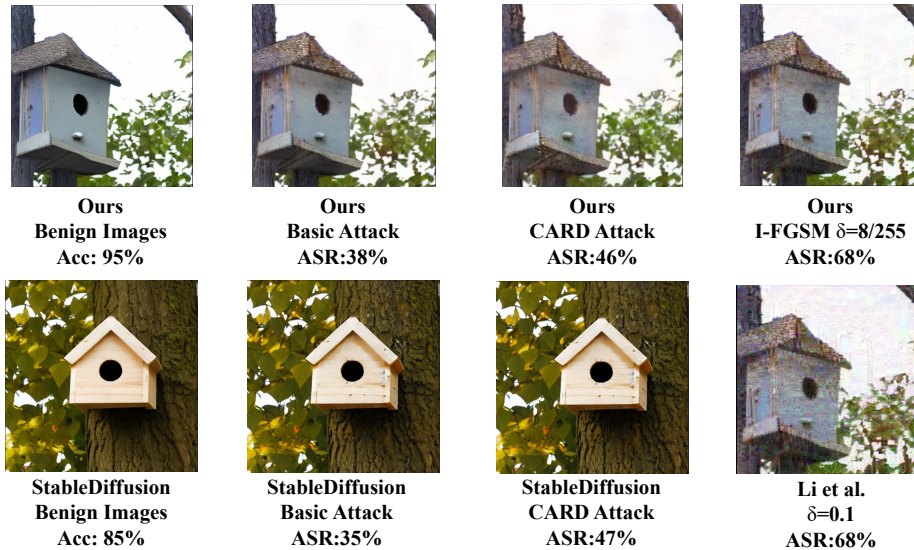 Ours
Benign Images
Acc: 95%
Ours
Basic Attack
ASR:38%
Ours
CARD Attack
ASR:46%
Ours
I-FGSM δ=8/255
ASR:68%
StableDiffusion
Benign Images
Acc: 85%
StableDiffusion
Basic Attack
ASR:35%
StableDiffusion
CARD Attack
ASR:47%
Li et al.
δ=0.1
ASR:68%